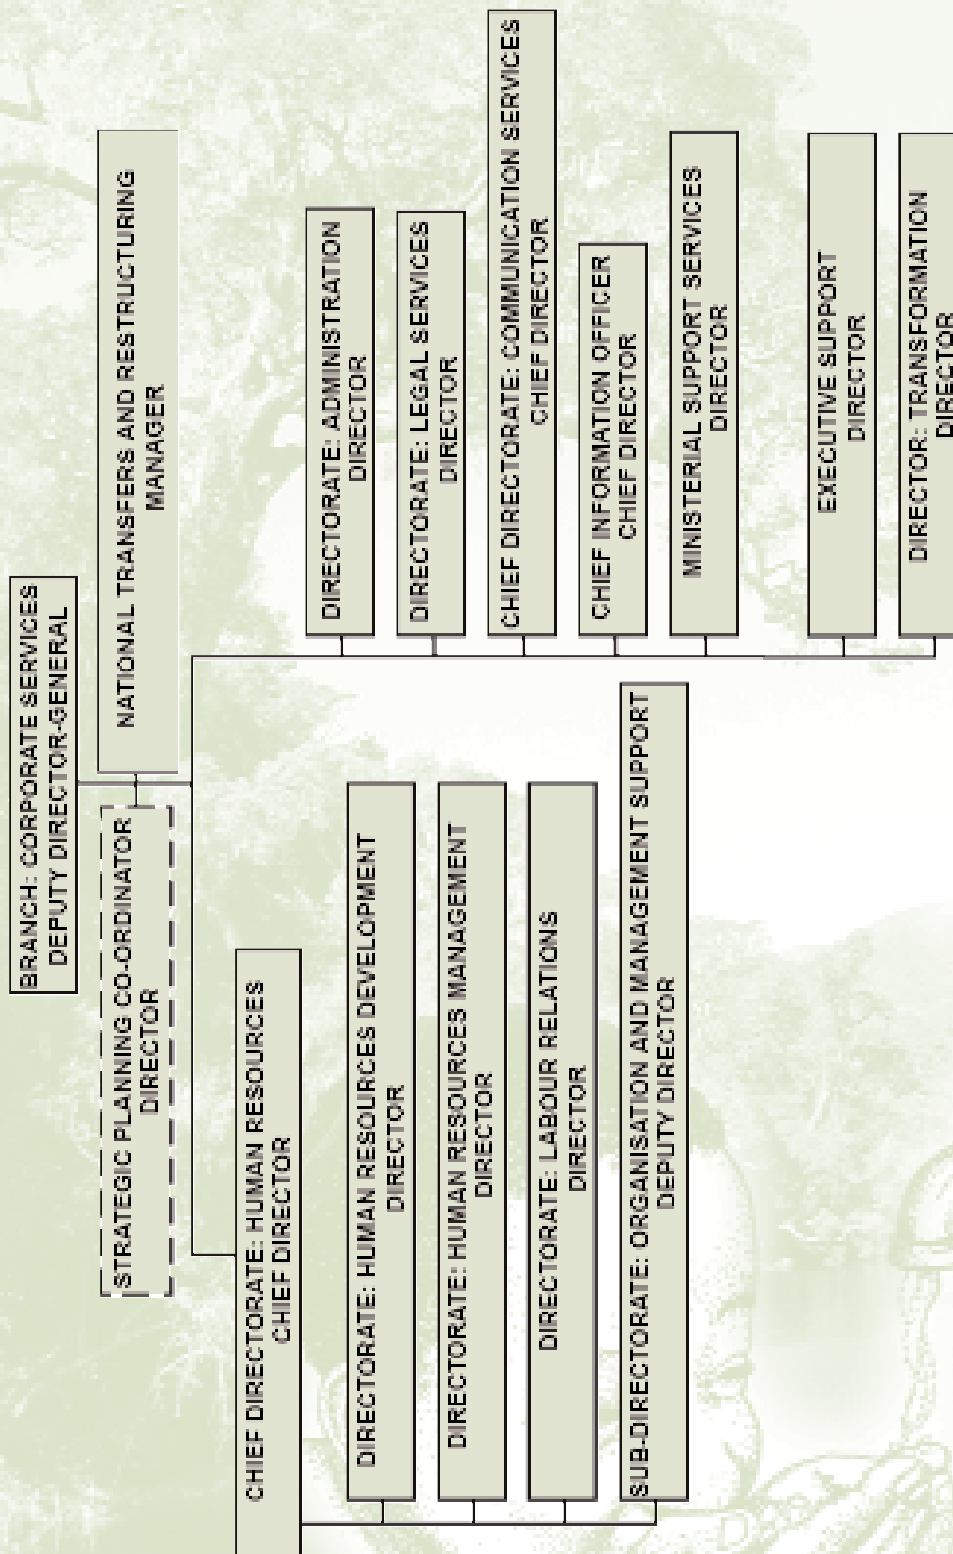 BRANCH: CORPORATE SERVICES
DEPUTY DIRECTOR-GENERAL
STRATEGIC PLANNING CO-ORDINATOR
DIRECTOR
NATIONAL TRANSFERS AND RESTRUCTURING
MANAGER
CHIEF DIRECTORATE: HUMAN RESOURCES
CHIEF DIRECTOR
DIRECTORATE: HUMAN RESOURCES DEVELOPMENT
DIRECTOR
DIRECTORATE: HUMAN RESOURCES MANAGEMENT
DIRECTOR
DIRECTORATE: LABOUR RELATIONS
DIRECTOR
SUB-DIRECTORATE: ORGANISATION AND MANAGEMENT SUPPORT
DEPUTY DIRECTOR
DIRECTORATE: ADMINISTRATION
DIRECTOR
DIRECTORATE: LEGAL SERVICES
DIRECTOR
CHIEF DIRECTORATE: COMMUNICATION SERVICES
CHIEF DIRECTOR
CHIEF INFORMATION OFFICER
CHIEF DIRECTOR
MINISTERIAL SUPPORT SERVICES
DIRECTOR
EXECUTIVE SUPPORT
DIRECTOR
DIRECTOR: TRANSFORMATION
DIRECTOR